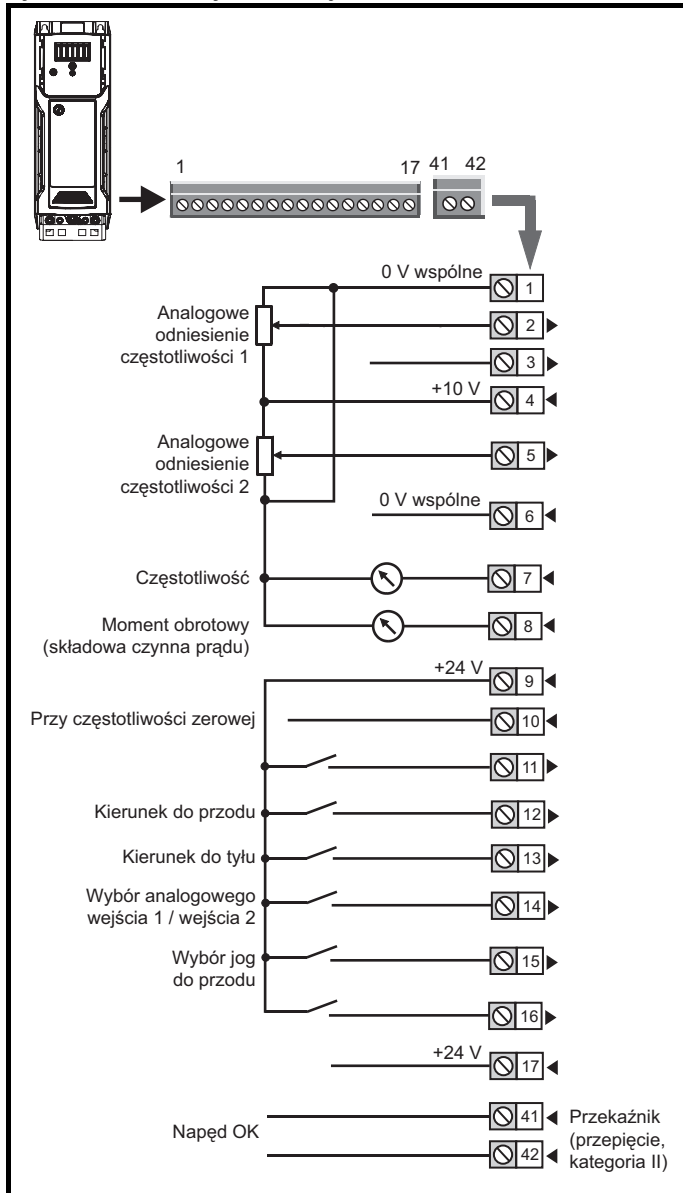 1
17
41 42
0 V wspólne
1
Analogowe
odniesienie
częstotliwości 1
2
3
+10 V
4
Analogowe
odniesienie
częstotliwości 2
5
0 V wspólne
6
Częstotliwość
7
Moment obrotowy
(składowa czynna prądu)
8
+24 V
9
Przy częstotliwości zerowej
10
11
Kierunek do przodu
12
Kierunek do tyłu
13
Wybór analogowego
wejścia 1 / wejścia 2
14
Wybór jog
do przodu
15
16
+24 V
17
Napęd OK
41
42
Przekaźnik
(przepięcie,
kategoria II)